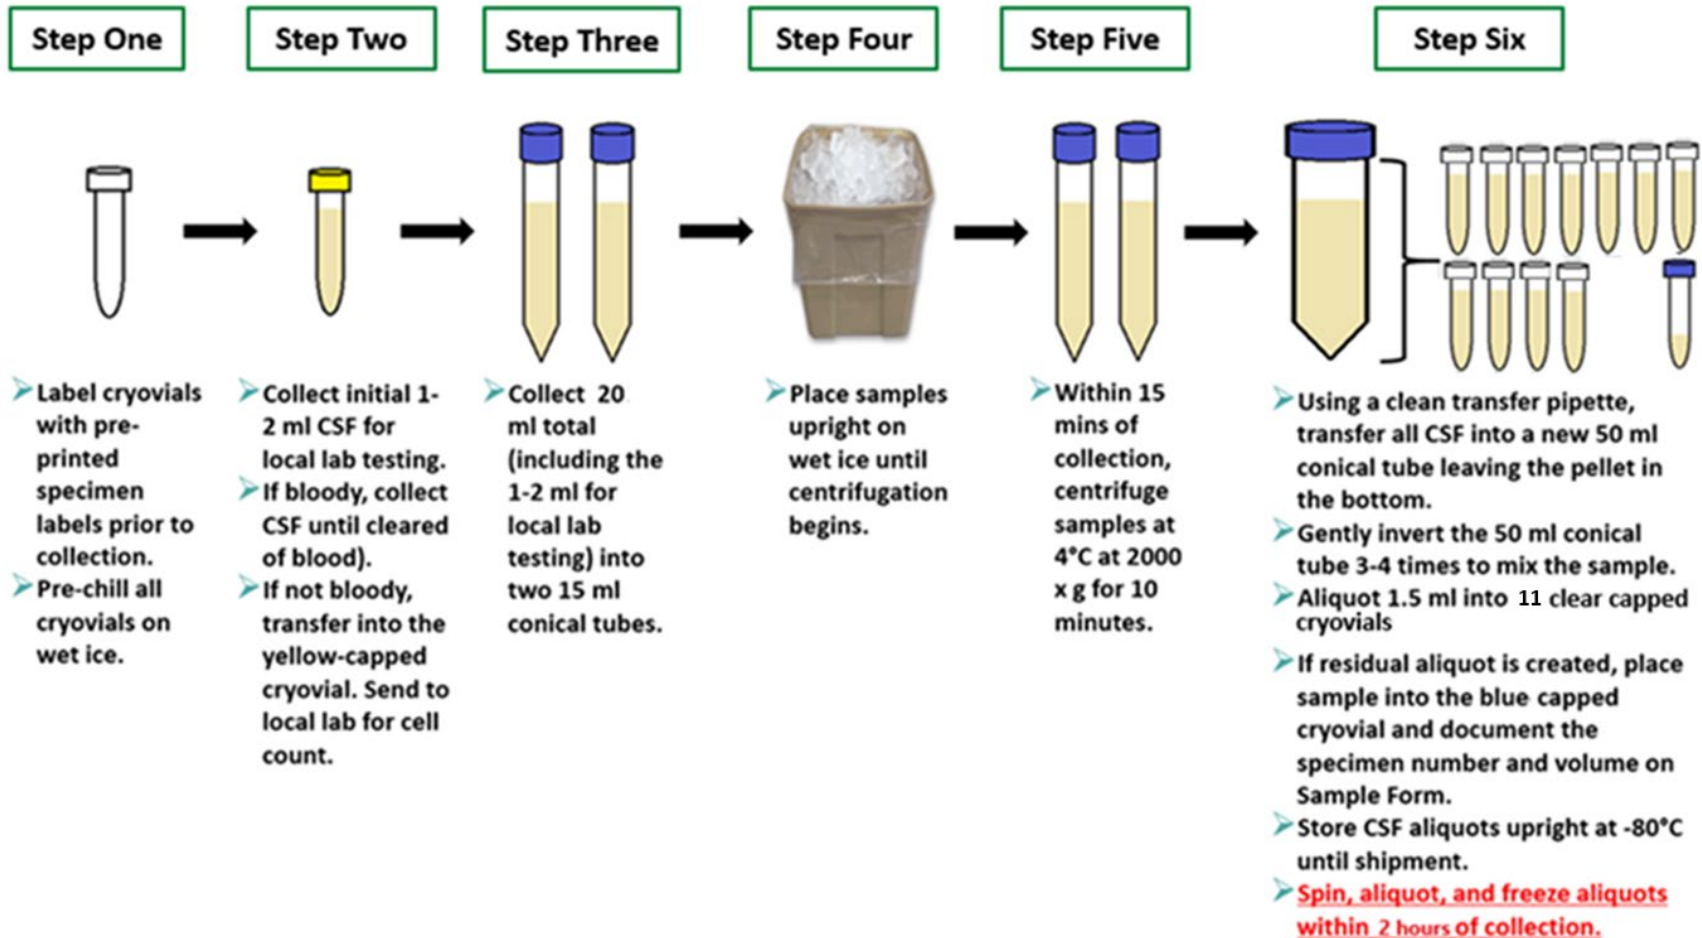 Step One
Label cryovials
with pre-
printed
specimen
labels prior to
collection.
Pre-chill all
cryovials on
wet ice.
Step Two
Collect initial 1-
2 ml CSF for
local lab testing.
If bloody, collect
CSF until cleared
of blood).
If not bloody,
transfer into the
yellow-capped
cryovial. Send to
local lab for cell
count.
Step Three
Collect 20
ml total
(including the
1-2 ml for
local lab
testing) into
two 15 ml
conical tubes.
Step Four
Place samples
upright on
wet ice until
centrifugation
begins.
Step Five
Within 15
mins of
collection,
centrifuge
samples at
4°C at 2000
x g for 10
minutes.
Step Six
Using a clean transfer pipette,
transfer all CSF into a new 50 ml
conical tube leaving the pellet in
the bottom.
Gently invert the 50 ml conical
tube 3-4 times to mix the sample.
Aliquot 1.5 ml into 11 clear capped
cryovials
If residual aliquot is created, place
sample into the blue capped
cryovial and document the
specimen number and volume on
Sample Form.
Store CSF aliquots upright at -80°C
until shipment.
Spin, aliquot, and freeze aliquots
within 2 hours of collection.